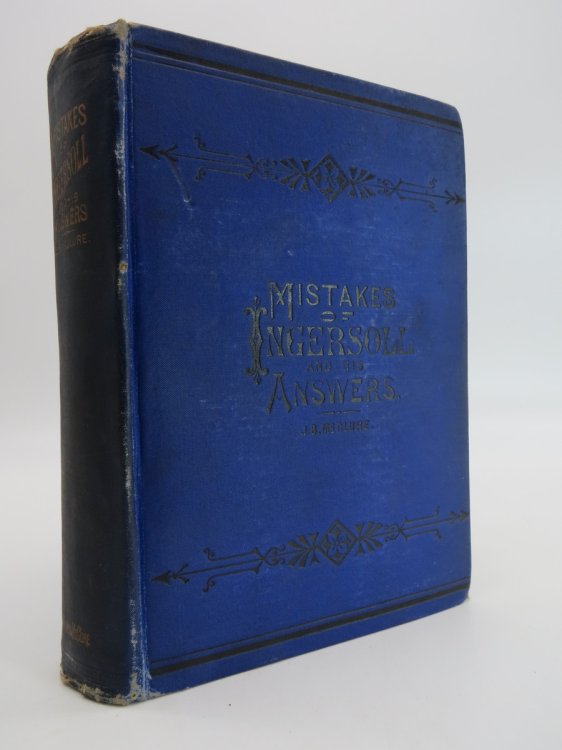 MISTAKES
OF
INGERSOLL
AND HIS
ANSWERS.
J.B. McCLURE.
MISTAKES
INGERSOLL
ANSWERS